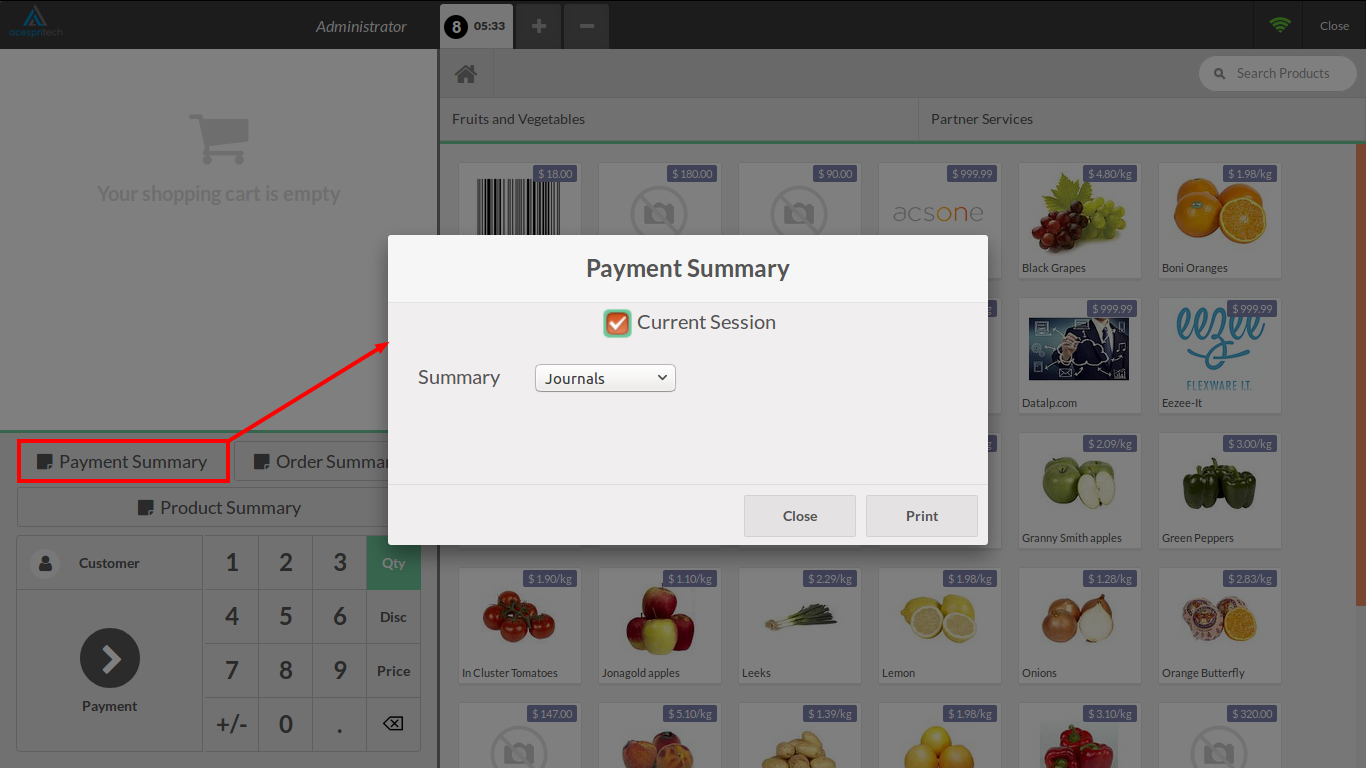 acespritech
Administrator
8 05:33
Close
Search Products
Fruits and Vegetables
Partner Services
Your shopping cart is empty
$ 18.00
$ 180.00
$ 90.00
$ 999.99
acsone
$ 4.80/kg
Black Grapes
$ 1.98/kg
Boni Oranges
Payment Summary
Current Session
Summary
Journals
Close
Print
$ 999.99
Datalp.com
$ 999.99
eezee
FLEXWARE I.T.
Eezee-It
$ 2.09/kg
Granny Smith apples
$ 3.00/kg
Green Peppers
Payment Summary
Order Summar
Product Summary
Customer
1
2
3
Qty
4
5
6
Disc
7
8
9
Price
Payment
+/-
0
.
$ 1.90/kg
In Cluster Tomatoes
$ 1.10/kg
Jonagold apples
$ 2.29/kg
Leeks
$ 1.98/kg
Lemon
$ 1.28/kg
Onions
$ 2.83/kg
Orange Butterfly
$ 147.00
$ 5.10/kg
$ 1.39/kg
$ 1.98/kg
$ 3.10/kg
$ 320.00